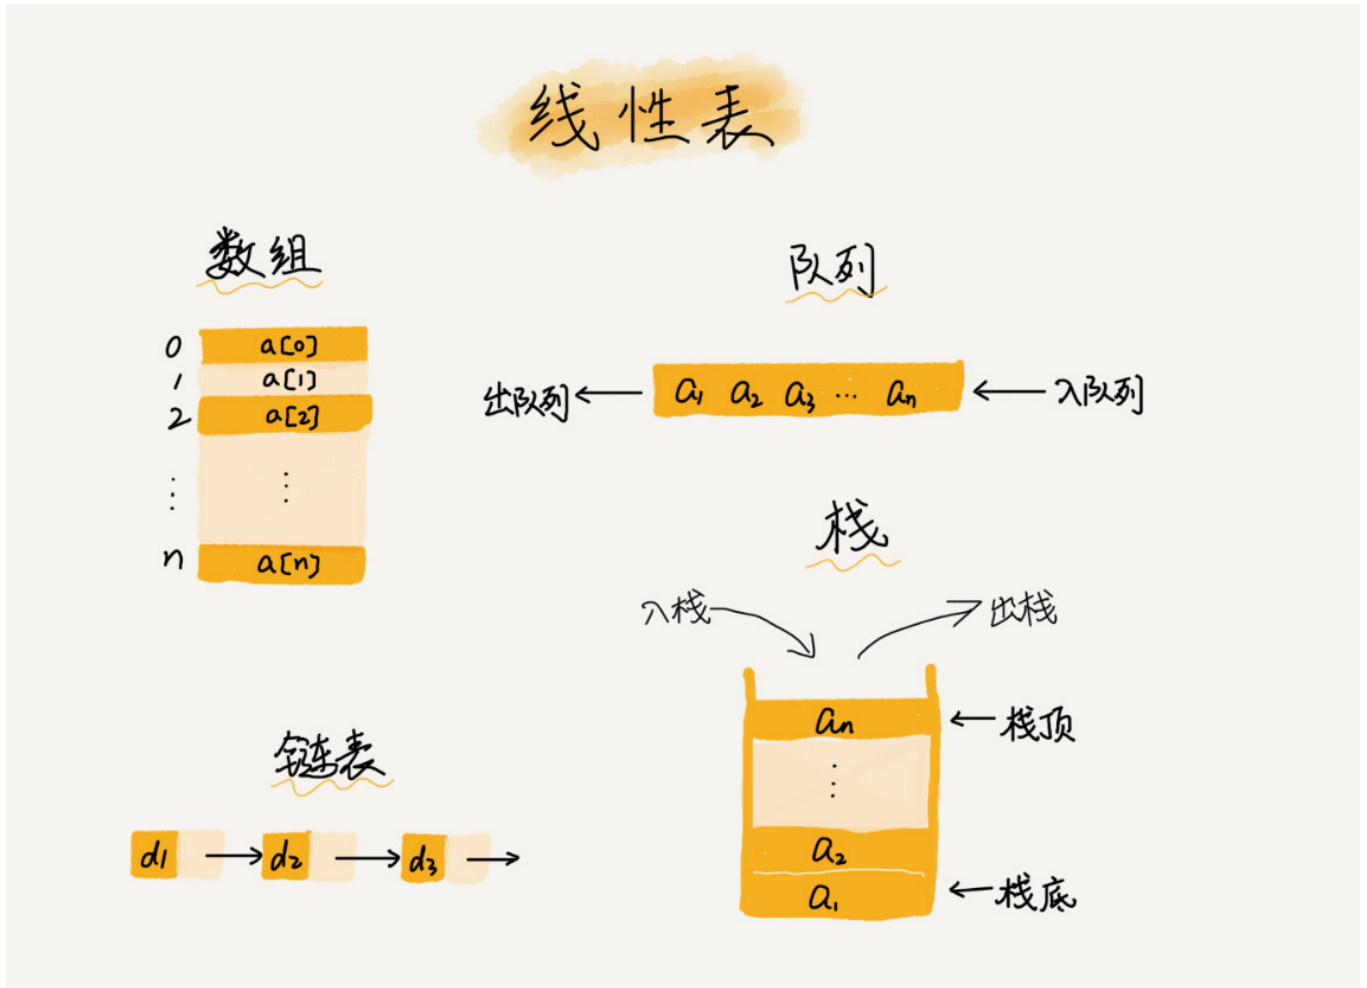 线性表
数组
0 a[0]
1 a[1]
2 a[2]
⋮ ⋮
n a[n]
队列
出队列 a1 a2 a3 … an 入队列
栈
入栈 出栈
an 栈顶
⋮
a2
a1 栈底
链表
d1 d2 d3